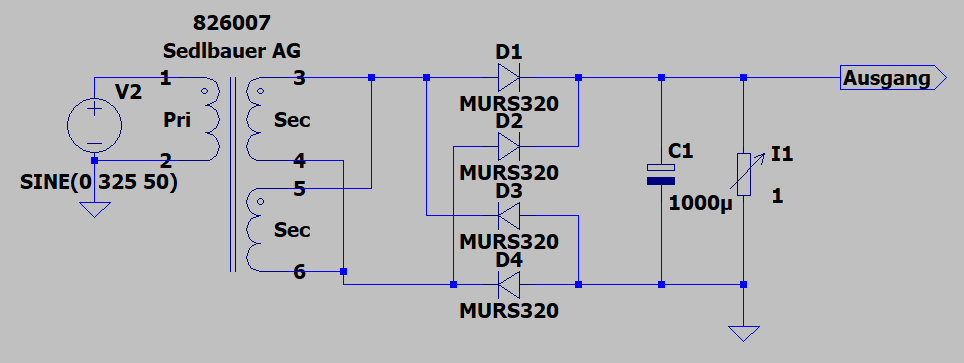 826007
Sedlbauer AG
1
3
D1
V2
MURS320
Ausgang
Pri
Sec
D2
2
4
MURS320
C1
I1
SINE(0 325 50)
5
D3
1000µ
1
Sec
MURS320
6
D4
MURS320